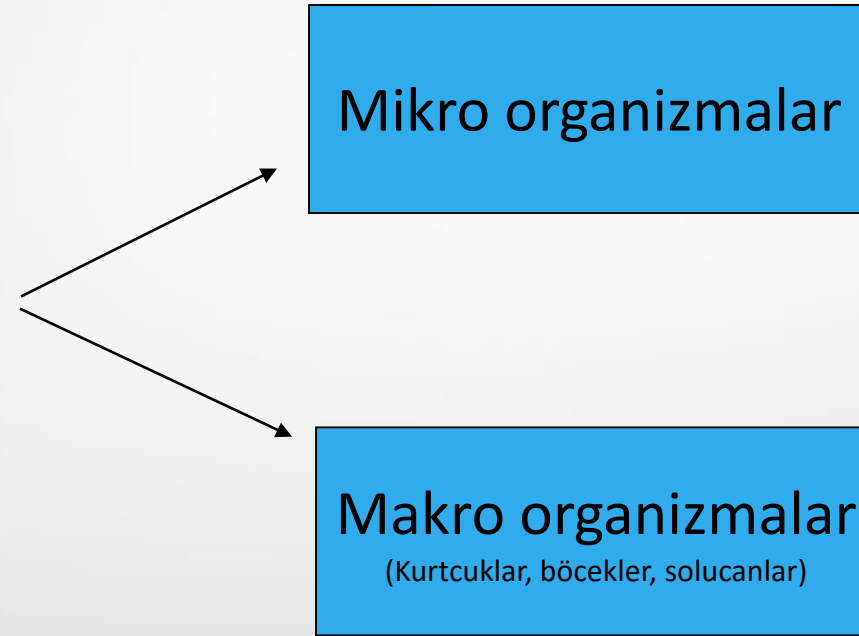 Mikro organizmalar
Makro organizmalar
(Kurtcuklar, böcekler, solucanlar)